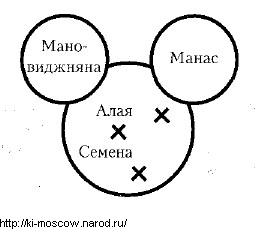 Мано-
виджняна
Манас
Алая
Семена
http://ki-moscow.narod.ru/